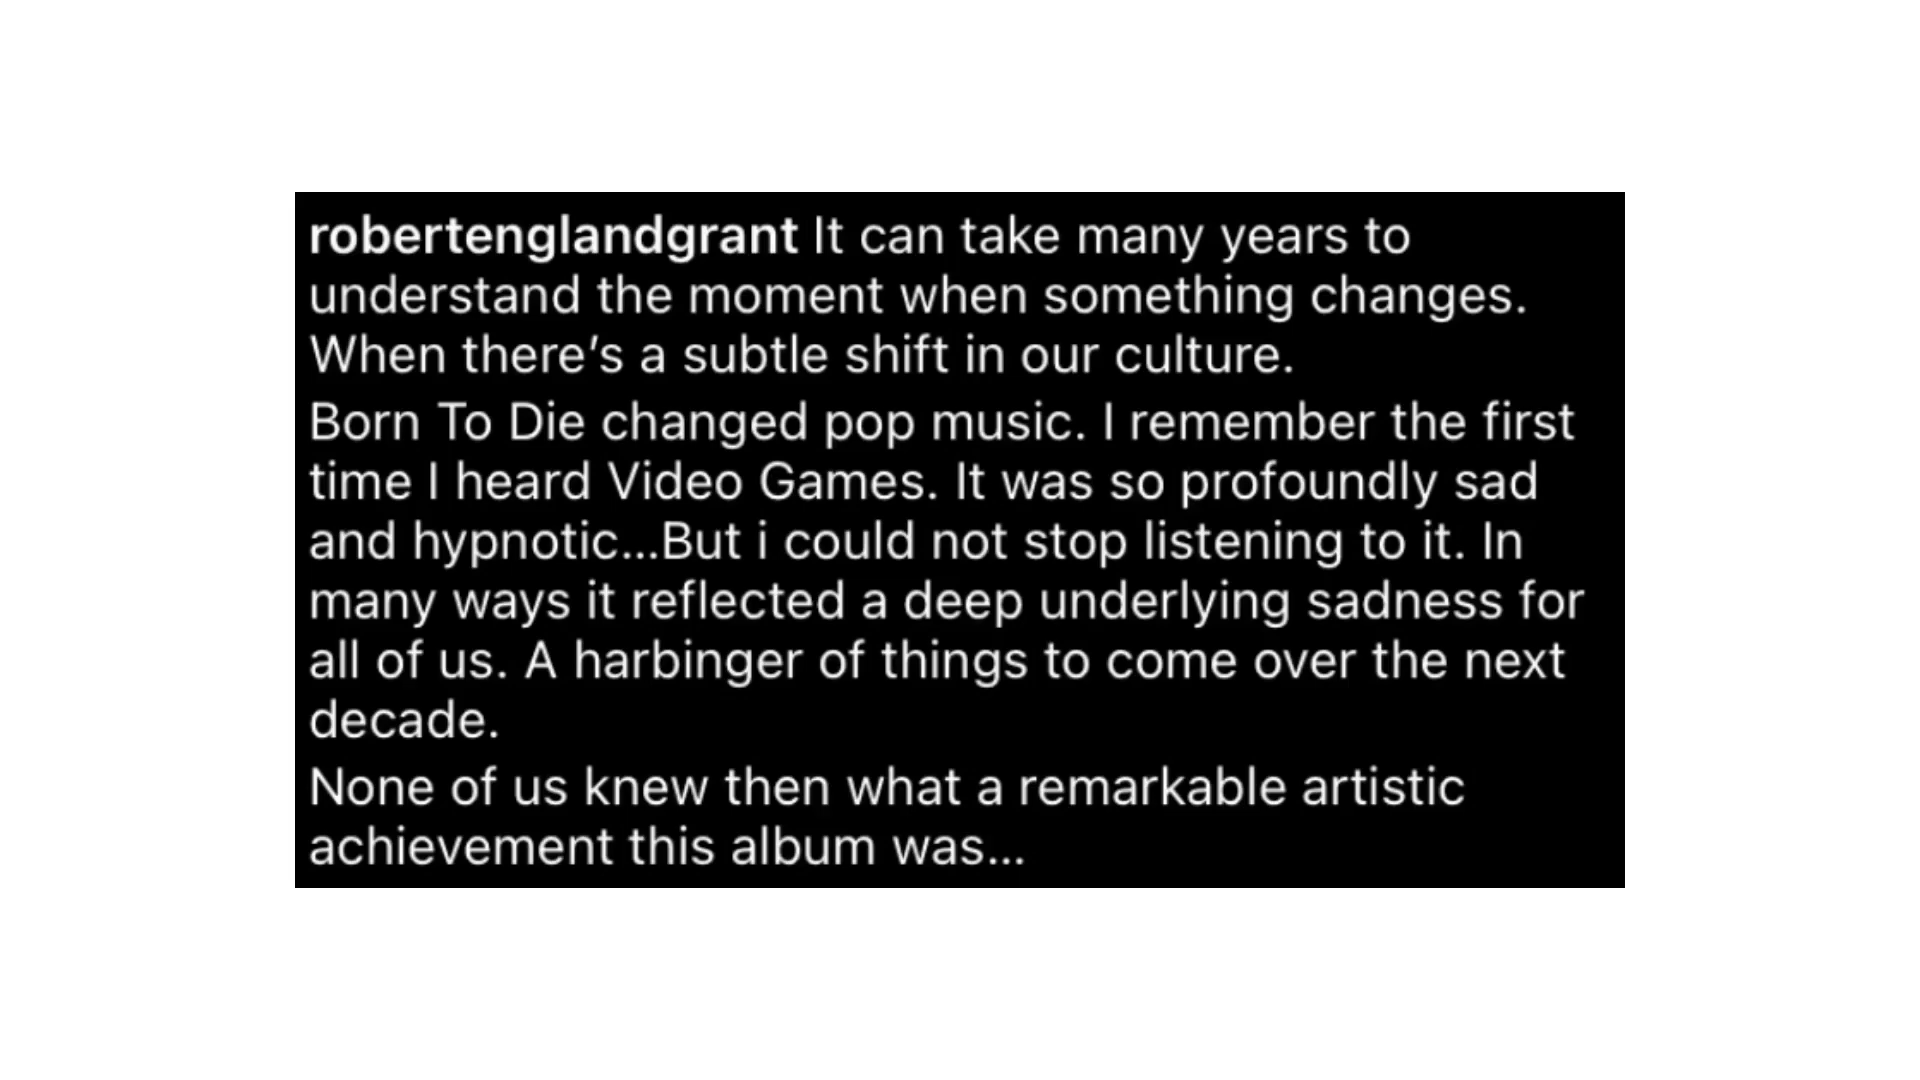 robertenglandgrant It can take many years to
understand the moment when something changes.
When there’s a subtle shift in our culture.
Born To Die changed pop music. I remember the first
time I heard Video Games. It was so profoundly sad
and hypnotic...But i could not stop listening to it. In
many ways it reflected a deep underlying sadness for
all of us. A harbinger of things to come over the next
decade.
None of us knew then what a remarkable artistic
achievement this album was...